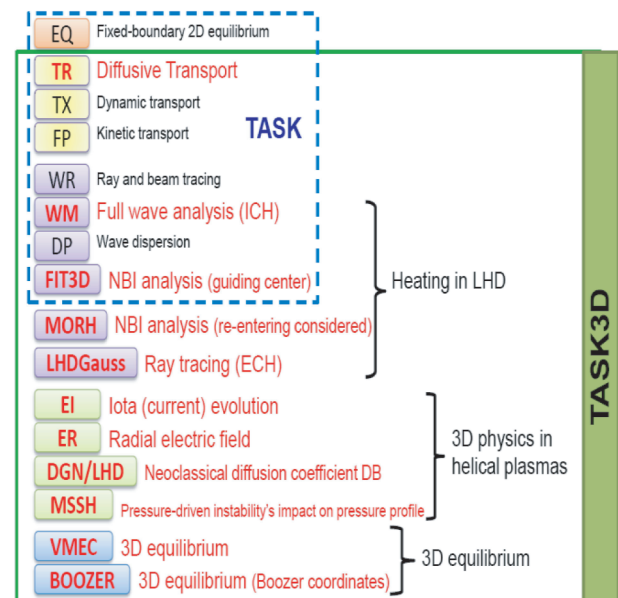 EQ Fixed-boundary 2D equilibrium
TR Diffusive Transport
TX Dynamic transport
FP Kinetic transport
TASK
WR Ray and beam tracing
WM Full wave analysis (ICH)
DP Wave dispersion
FIT3D NBI analysis (guiding center)
Heating in LHD
MORH NBI analysis (re-entering considered)
LHDGauss Ray tracing (ECH)
EI Iota (current) evolution
ER Radial electric field
DGN/LHD Neoclassical diffusion coefficient DB
MSSH Pressure-driven instability's impact on pressure profile
3D physics in
helical plasmas
VMEC 3D equilibrium
BOOZER 3D equilibrium (Boozer coordinates)
3D equilibrium
TASK3D